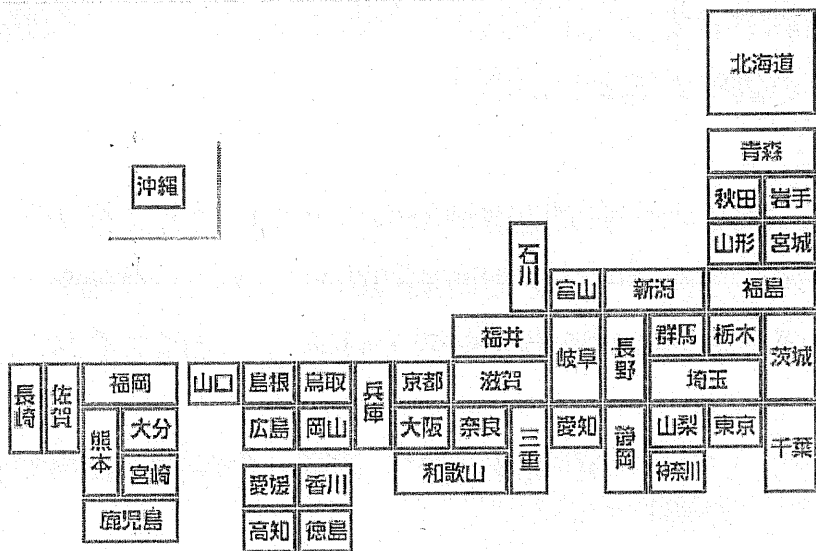 北海道
青森
沖縄
秋田 岩手
山形 宮城
石川
富山 新潟 福島
福井
岐阜
長野
群馬 栃木
茨城
長崎
佐賀
福岡
山口 島根 鳥取
兵庫
京都 滋賀
埼玉
熊本
大分
広島 岡山
大阪 奈良
三重
愛知
静岡
山梨 東京
千葉
宮崎
愛媛 香川
和歌山
神奈川
鹿児島
高知 徳島